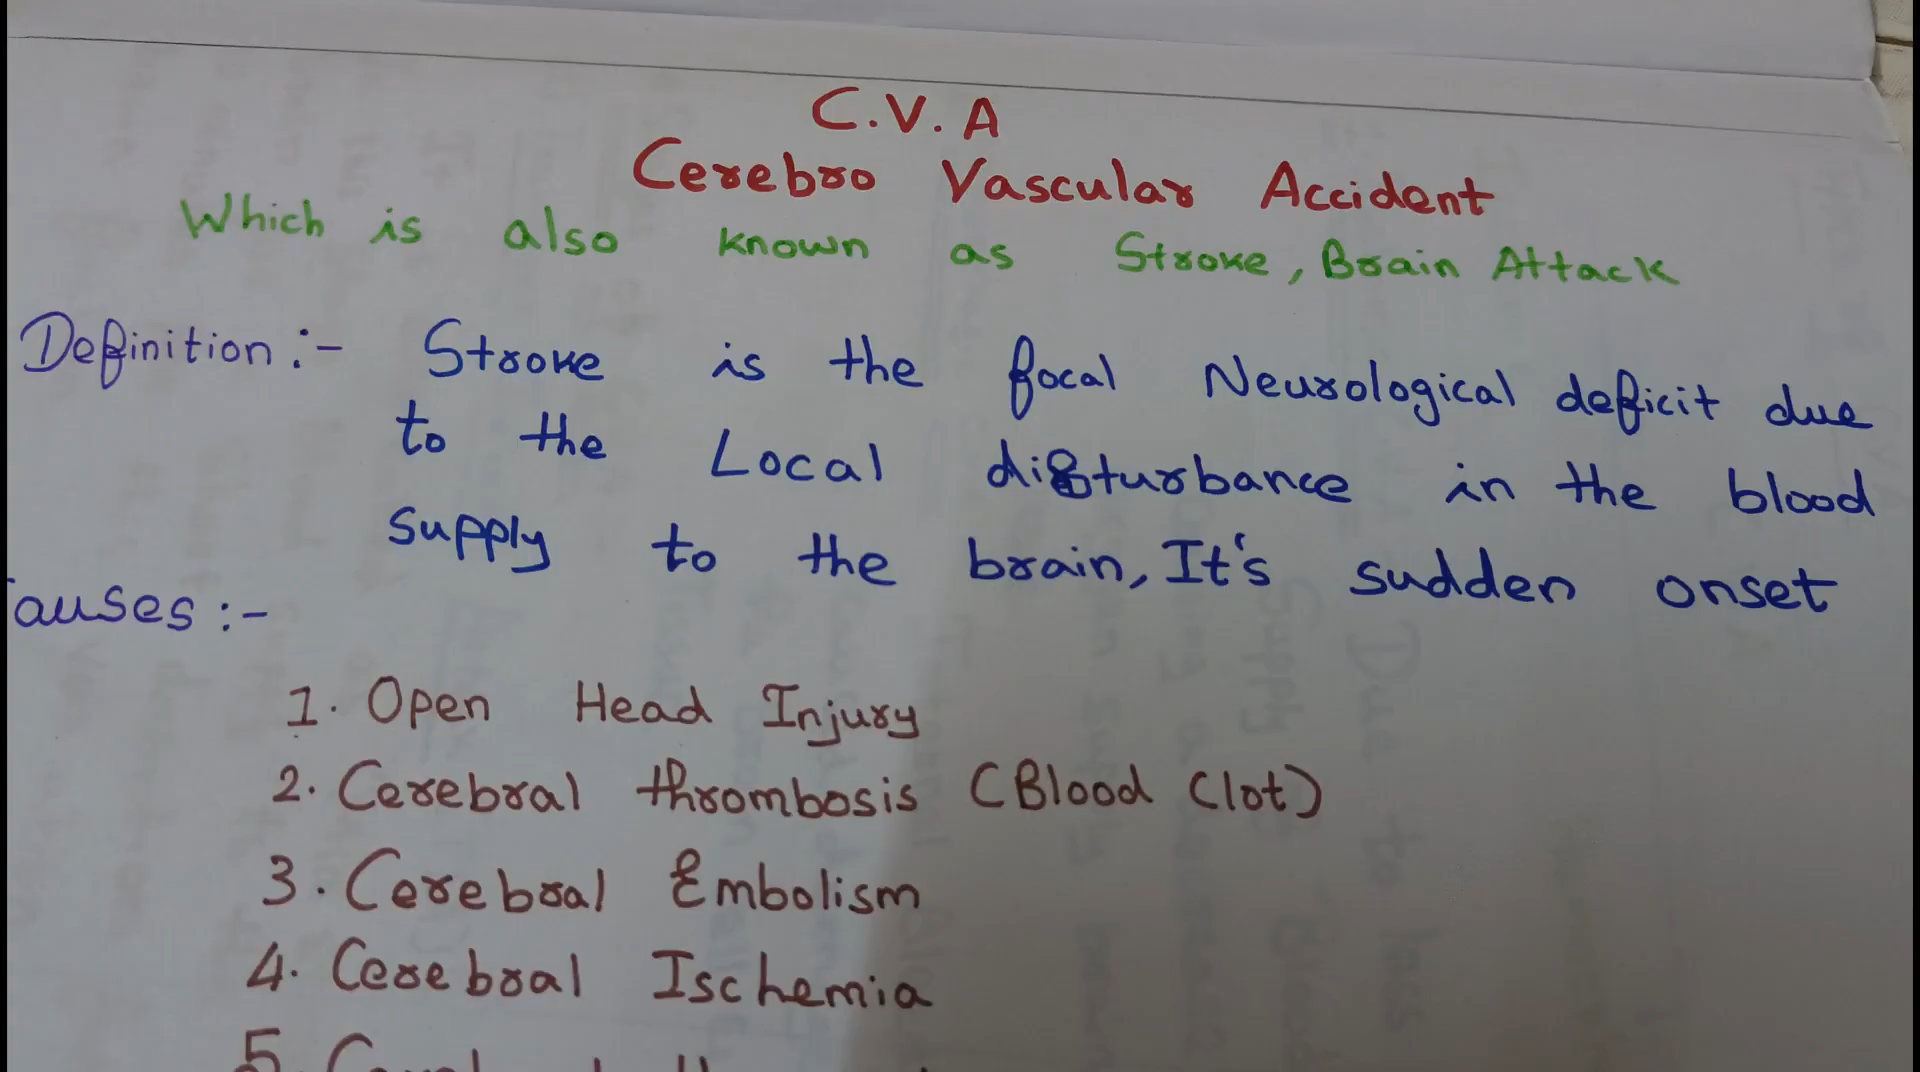 C.V.A
Cerebro Vascular Accident
Which is also known as Stroke, Brain Attack
Definition :- Stroke is the focal Neurological deficit due
to the Local disturbance in the blood
supply to the brain, It's sudden onset
auses :-
1. Open Head Injury
2. Cerebral thrombosis (Blood Clot)
3. Cerebral Embolism
4. Cerebral Ischemia
5.